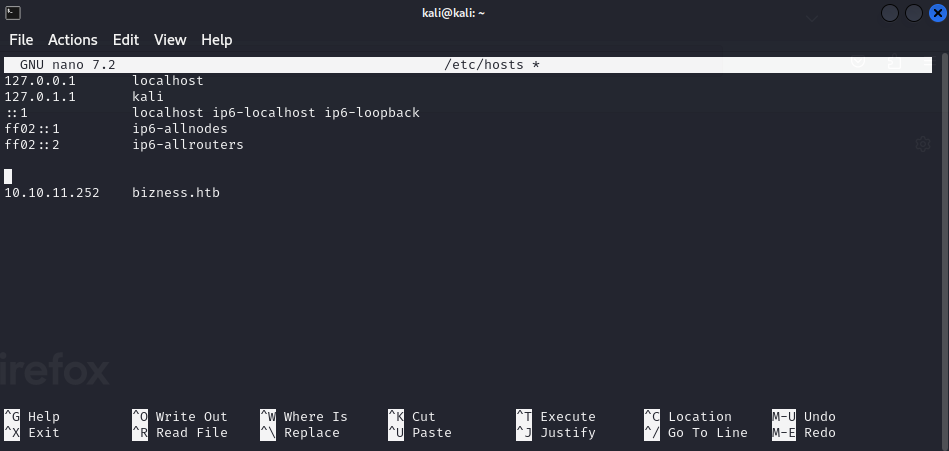 kali@kali: ~
File Actions Edit View Help
GNU nano 7.2 /etc/hosts *
127.0.0.1 localhost
127.0.1.1 kali
::1 localhost ip6-localhost ip6-loopback
ff02::1 ip6-allnodes
ff02::2 ip6-allrouters
10.10.11.252 bizness.htb
irefox
^G Help ^O Write Out ^W Where Is ^K Cut ^T Execute ^C Location M-U Undo
^X Exit ^R Read File ^\ Replace ^U Paste ^J Justify ^/ Go To Line M-E Redo